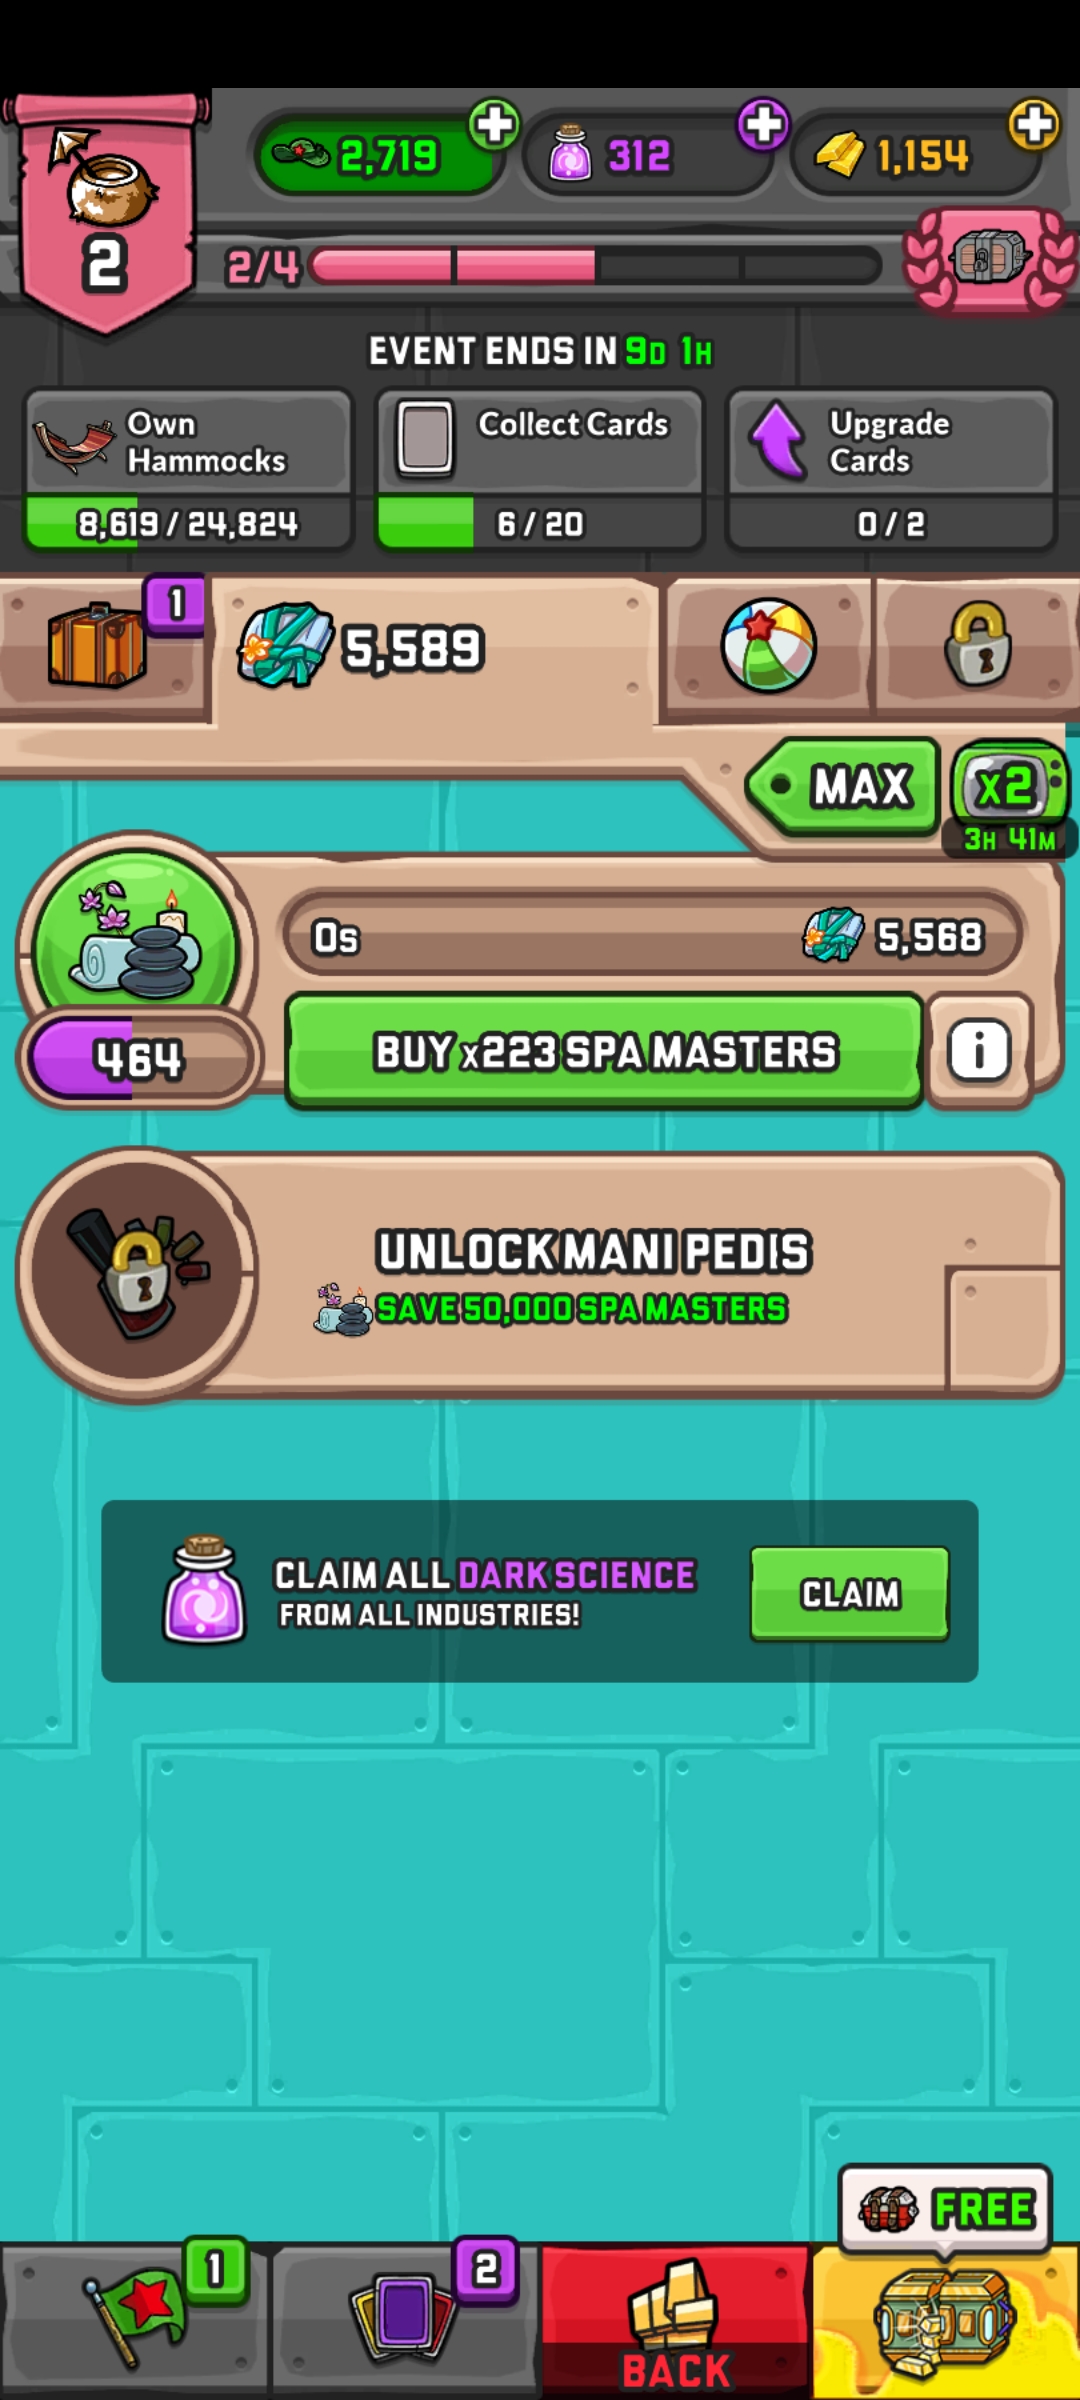 2,719
312
1,154
2
2/4
EVENT ENDS IN 9D 1H
Own
Hammocks
8,619 / 24,824
Collect Cards
6 / 20
Upgrade
Cards
0 / 2
1
5,589
MAX
x2
3H 41M
0s
5,568
464
BUY x223 SPA MASTERS
i
UNLOCK MANI PEDIS
SAVE 50,000 SPA MASTERS
CLAIM ALL DARK SCIENCE
FROM ALL INDUSTRIES!
CLAIM
FREE
1
2
BACK